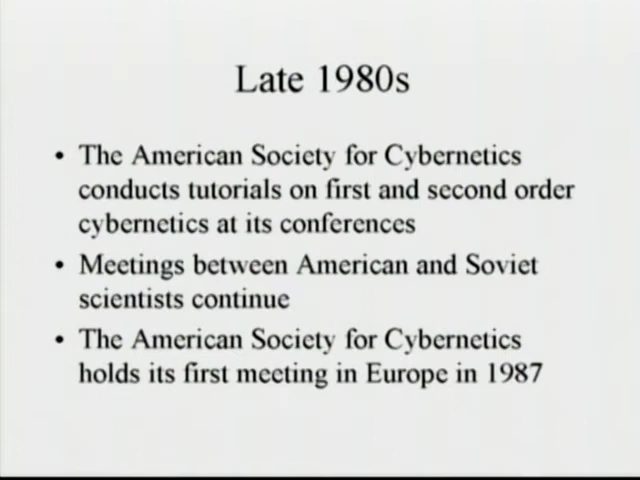 Late 1980s
• The American Society for Cybernetics
conducts tutorials on first and second order
cybernetics at its conferences
• Meetings between American and Soviet
scientists continue
• The American Society for Cybernetics
holds its first meeting in Europe in 1987